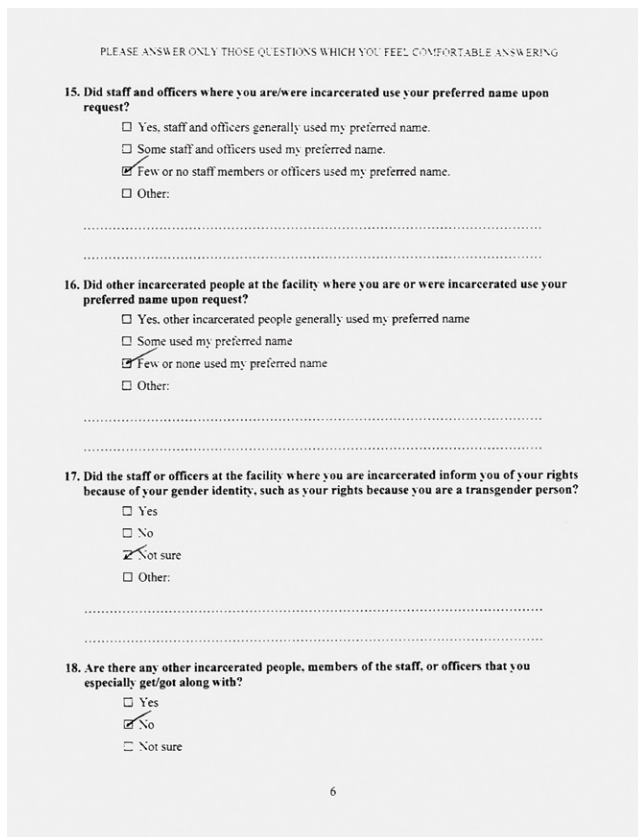 PLEASE ANSWER ONLY THOSE QUESTIONS WHICH YOU FEEL COMFORTABLE ANSWERING
15. Did staff and officers where you are/were incarcerated use your preferred name upon
request?
☐ Yes, staff and officers generally used my preferred name.
☐ Some staff and officers used my preferred name.
☑ Few or no staff members or officers used my preferred name.
☐ Other:
16. Did other incarcerated people at the facility where you are or were incarcerated use your
preferred name upon request?
☐ Yes, other incarcerated people generally used my preferred name
☐ Some used my preferred name
☑ Few or none used my preferred name
☐ Other:
17. Did the staff or officers at the facility where you are incarcerated inform you of your rights
because of your gender identity, such as your rights because you are a transgender person?
☐ Yes
☐ No
☑ Not sure
☐ Other:
18. Are there any other incarcerated people, members of the staff, or officers that you
especially get/got along with?
☐ Yes
☑ No
☐ Not sure
6